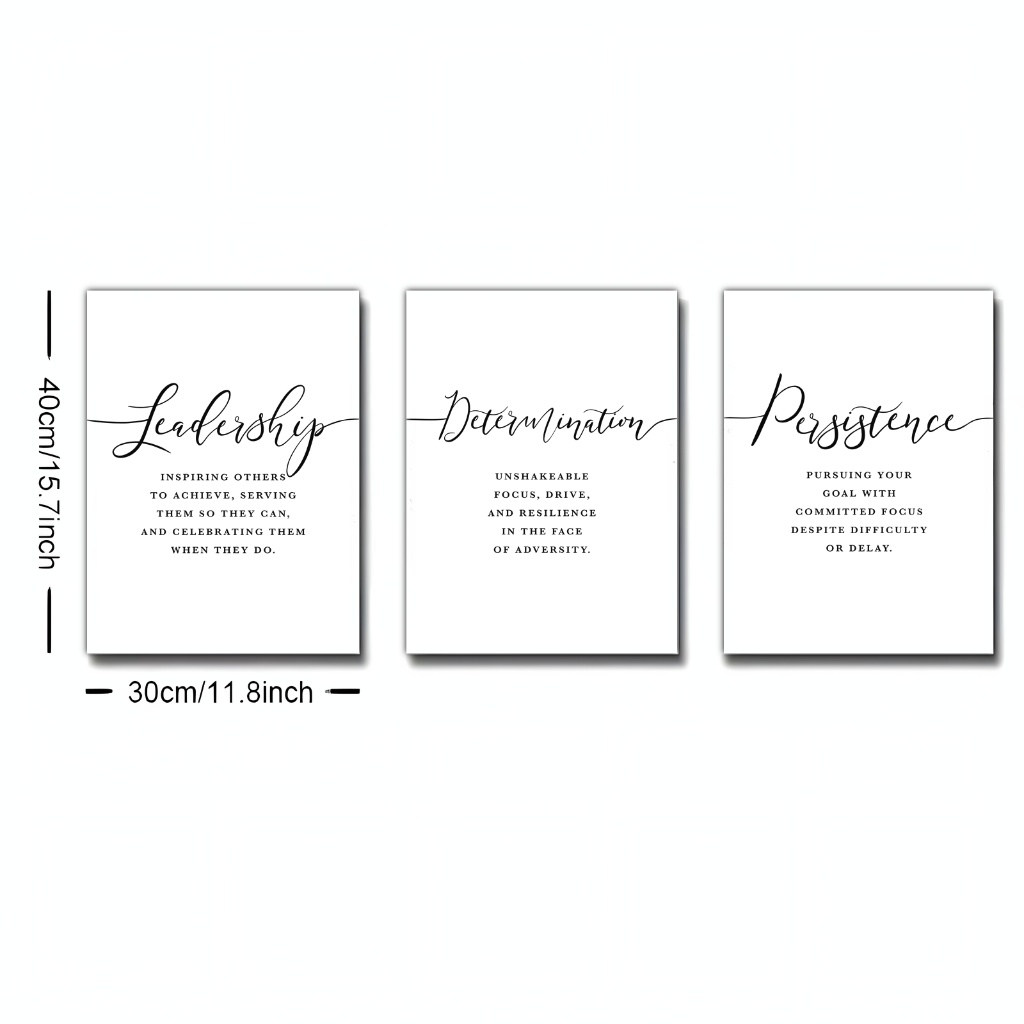 40cm/15.7inch
Leadership
INSPIRING OTHERS
TO ACHIEVE, SERVING
THEM SO THEY CAN,
AND CELEBRATING THEM
WHEN THEY DO.
Determination
UNSHAKEABLE
FOCUS, DRIVE,
AND RESILIENCE
IN THE FACE
OF ADVERSITY.
Persistence
PURSUING YOUR
GOAL WITH
COMMITTED FOCUS
DESPITE DIFFICULTY
OR DELAY.
30cm/11.8inch